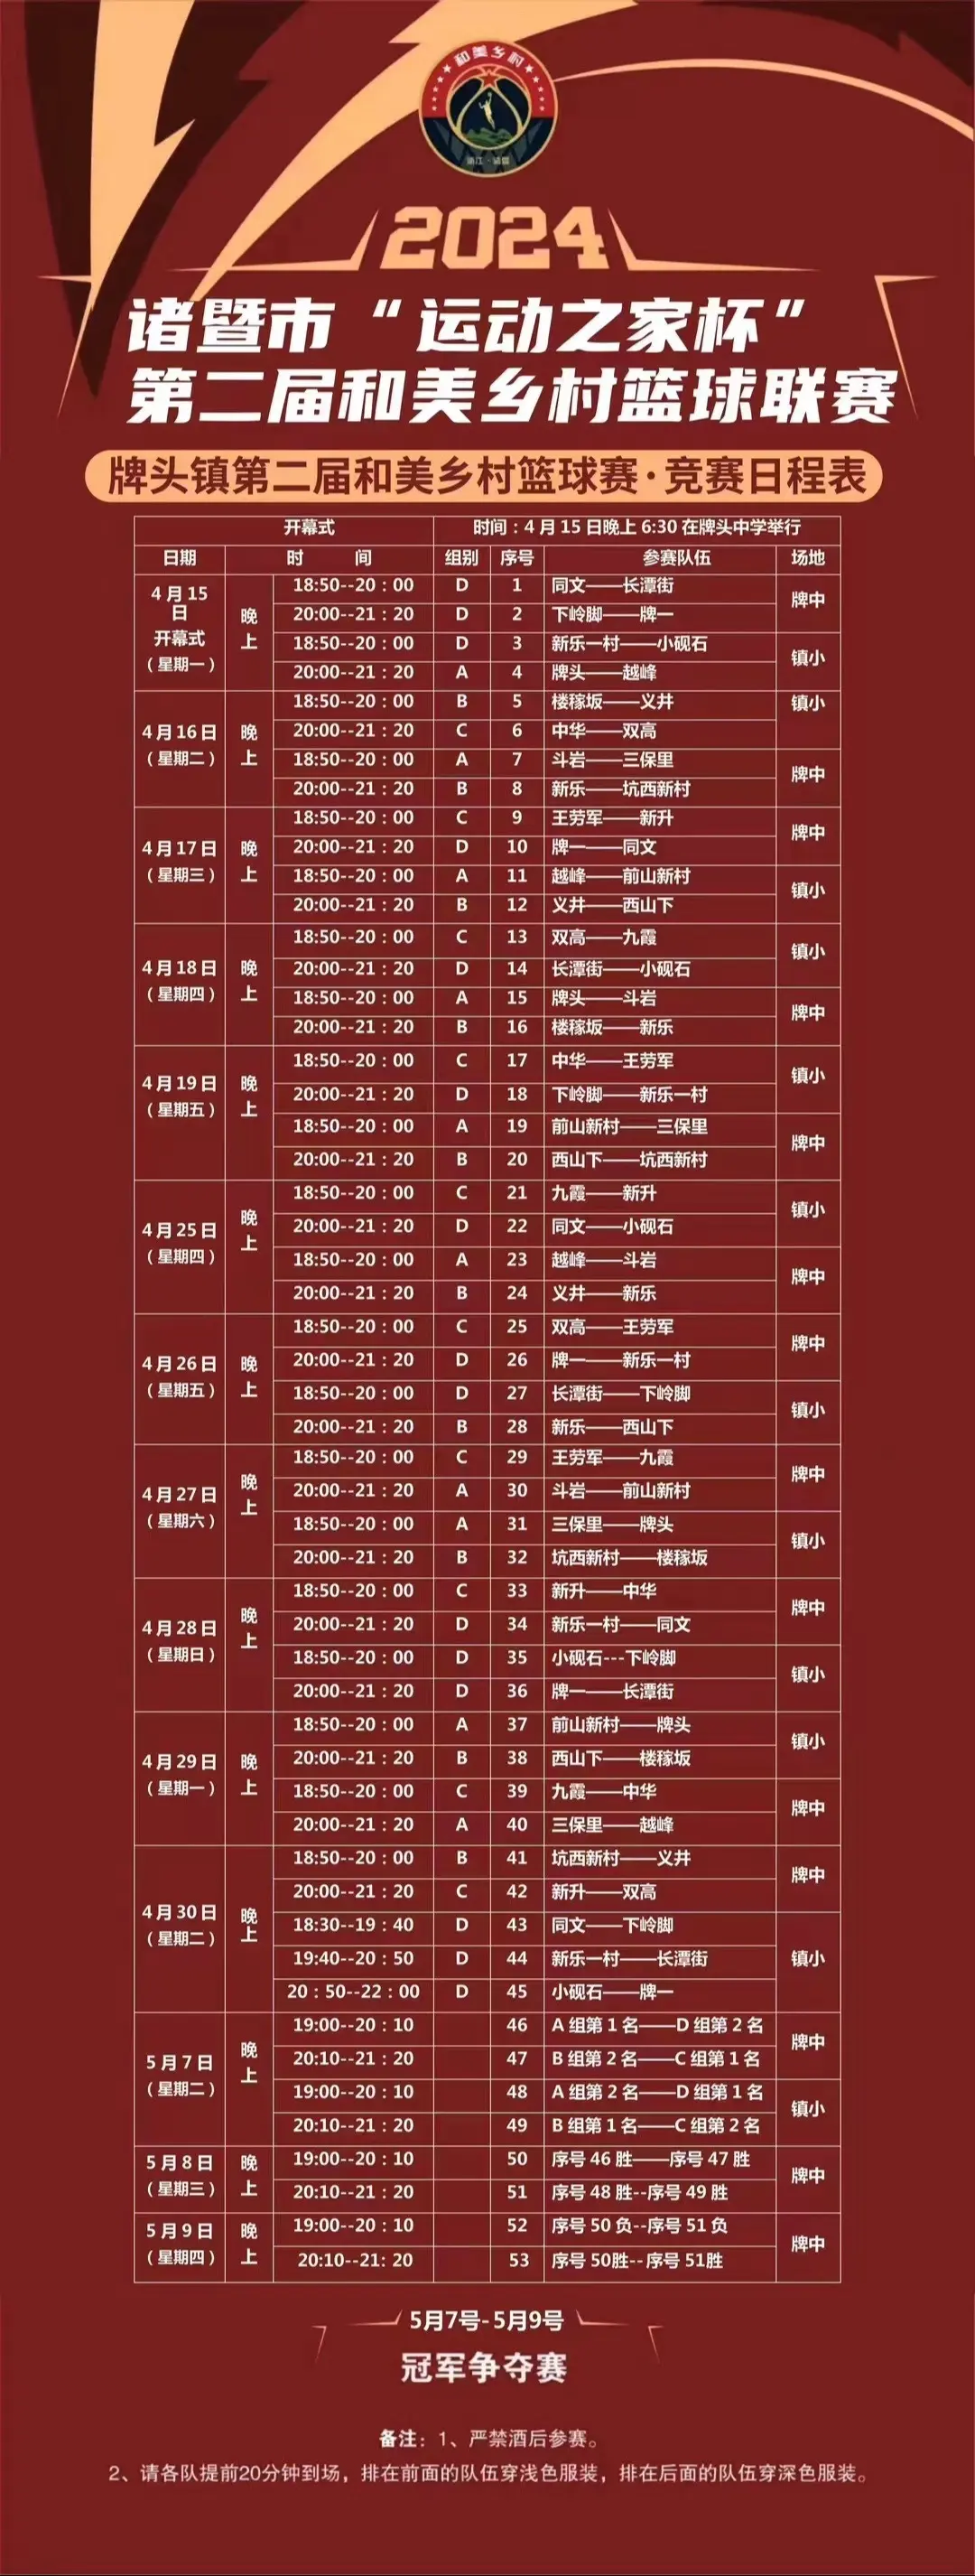 和美乡村
浙江·诸暨
2024
诸暨市“运动之家杯”
第二届和美乡村篮球联赛
牌头镇第二届和美乡村篮球赛·竞赛日程表
开幕式 时间：4月15日晚上6:30在牌头中学举行
日期 时 间 组别 序号 参赛队伍 场地
4月15日 开幕式 （星期一） 晚上 18:50--20：00 D 1 同文——长潭街 牌中
20:00--21：20 D 2 下岭脚——牌一
18:50--20：00 D 3 新乐一村——小砚石 镇小
20:00--21：20 A 4 牌头——越峰
4月16日 （星期二） 晚上 18:50--20：00 B 5 楼稼坂——义井 镇小
20:00--21：20 C 6 中华——双高
18:50--20：00 A 7 斗岩——三保里 牌中
20:00--21：20 B 8 新乐——坑西新村
4月17日 （星期三） 晚上 18:50--20：00 C 9 王劳军——新升 牌中
20:00--21：20 D 10 牌一——同文
18:50--20：00 A 11 越峰——前山新村 镇小
20:00--21：20 B 12 义井——西山下
4月18日 （星期四） 晚上 18:50--20：00 C 13 双高——九霞 镇小
20:00--21：20 D 14 长潭街——小砚石
18:50--20：00 A 15 牌头——斗岩 牌中
20:00--21：20 B 16 楼稼坂——新乐
4月19日 （星期五） 晚上 18:50--20：00 C 17 中华——王劳军 镇小
20:00--21：20 D 18 下岭脚——新乐一村
18:50--20：00 A 19 前山新村——三保里 牌中
20:00--21：20 B 20 西山下——坑西新村
4月25日 （星期四） 晚上 18:50--20：00 C 21 九霞——新升 镇小
20:00--21：20 D 22 同文——小砚石
18:50--20：00 A 23 越峰——斗岩 牌中
20:00--21：20 B 24 义井——新乐
4月26日 （星期五） 晚上 18:50--20：00 C 25 双高——王劳军 牌中
20:00--21：20 D 26 牌一——新乐一村
18:50--20：00 D 27 长潭街——下岭脚 镇小
20:00--21：20 B 28 新乐——西山下
4月27日 （星期六） 晚上 18:50--20：00 C 29 王劳军——九霞 牌中
20:00--21：20 A 30 斗岩——前山新村
18:50--20：00 A 31 三保里——牌头 镇小
20:00--21：20 B 32 坑西新村——楼稼坂
4月28日 （星期日） 晚上 18:50--20：00 C 33 新升——中华 牌中
20:00--21：20 D 34 新乐一村——同文
18:50--20：00 D 35 小砚石---下岭脚 镇小
20:00--21：20 D 36 牌一——长潭街
4月29日 （星期一） 晚上 18:50--20：00 A 37 前山新村——牌头 镇小
20:00--21：20 B 38 西山下——楼稼坂
18:50--20：00 C 39 九霞——中华 牌中
20:00--21：20 A 40 三保里——越峰
4月30日 （星期二） 晚上 18:50--20：00 B 41 坑西新村——义井 牌中
20:00--21：20 C 42 新升——双高
18:30--19：40 D 43 同文——下岭脚 镇小
19:40--20：50 D 44 新乐一村——长潭街
20：50--22：00 D 45 小砚石——牌一
5月7日 （星期二） 晚上 19:00--20：10 46 A组第1名——D组第2名 牌中
20:10--21：20 47 B组第2名——C组第1名
19:00--20：10 48 A组第2名——D组第1名 镇小
20:10--21：20 49 B组第1名——C组第2名
5月8日 （星期三） 晚上 19:00--20：10 50 序号46胜——序号47胜 牌中
20:10--21：20 51 序号48胜--序号49胜
5月9日 （星期四） 晚上 19:00--20：10 52 序号50负--序号51负 牌中
20:10--21: 20 53 序号50胜--序号51胜
5月7号-5月9号
冠军争夺赛
备注：1、严禁酒后参赛。
2、请各队提前20分钟到场，排在前面的队伍穿浅色服装，排在后面的队伍穿深色服装。